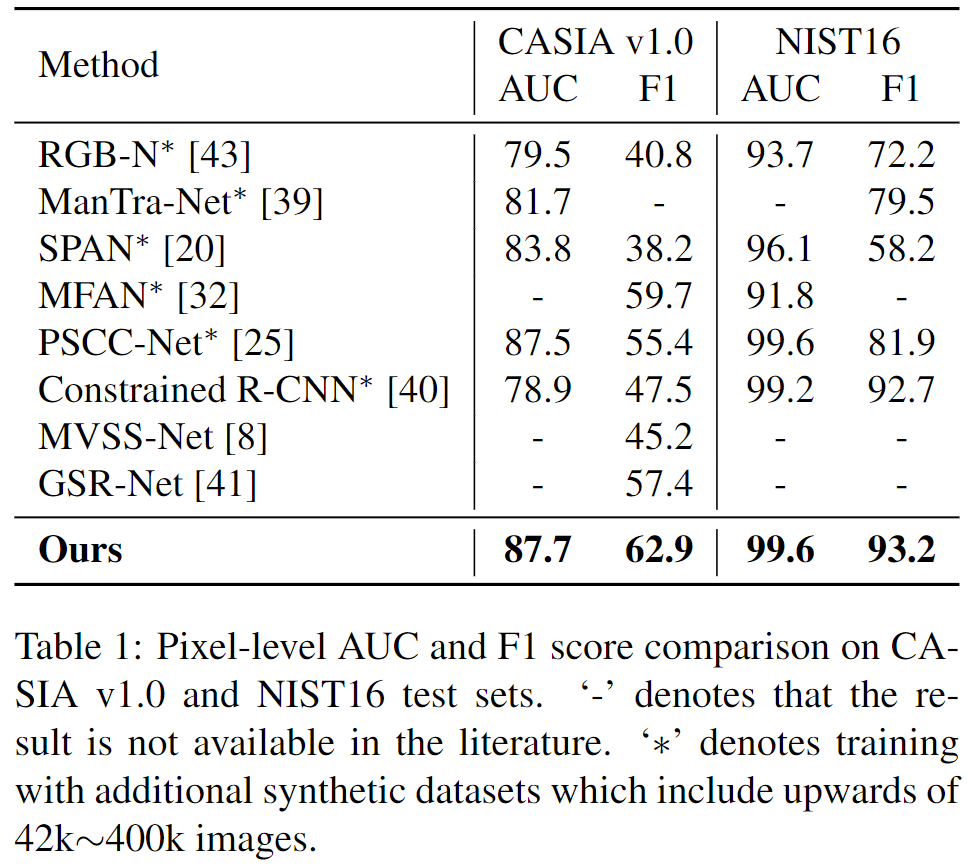 Method CASIA v1.0 NIST16
AUC F1 AUC F1
RGB-N* [43] 79.5 40.8 93.7 72.2
ManTra-Net* [39] 81.7 - - 79.5
SPAN* [20] 83.8 38.2 96.1 58.2
MFAN* [32] - 59.7 91.8 -
PSCC-Net* [25] 87.5 55.4 99.6 81.9
Constrained R-CNN* [40] 78.9 47.5 99.2 92.7
MVSS-Net [8] - 45.2 - -
GSR-Net [41] - 57.4 - -
Ours 87.7 62.9 99.6 93.2
Table 1: Pixel-level AUC and F1 score comparison on CA-
SIA v1.0 and NIST16 test sets. ‘-’ denotes that the re-
sult is not available in the literature. ‘∗’ denotes training
with additional synthetic datasets which include upwards of
42k∼400k images.